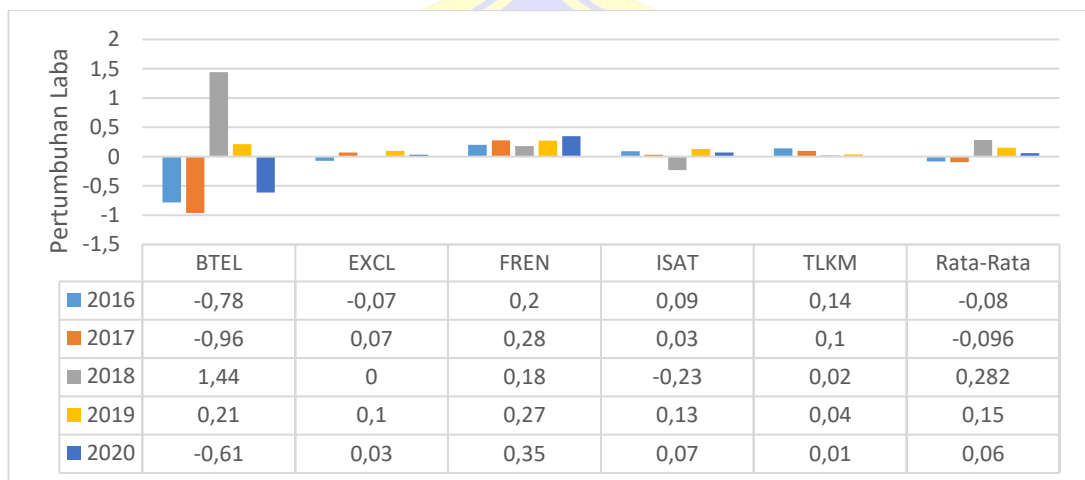 Pertumbuhan Laba
2
1,5
1
0,5
0
-0,5
-1
-1,5
BTEL EXCL FREN ISAT TLKM Rata-Rata
2016 -0,78 -0,07 0,2 0,09 0,14 -0,08
2017 -0,96 0,07 0,28 0,03 0,1 -0,096
2018 1,44 0 0,18 -0,23 0,02 0,282
2019 0,21 0,1 0,27 0,13 0,04 0,15
2020 -0,61 0,03 0,35 0,07 0,01 0,06